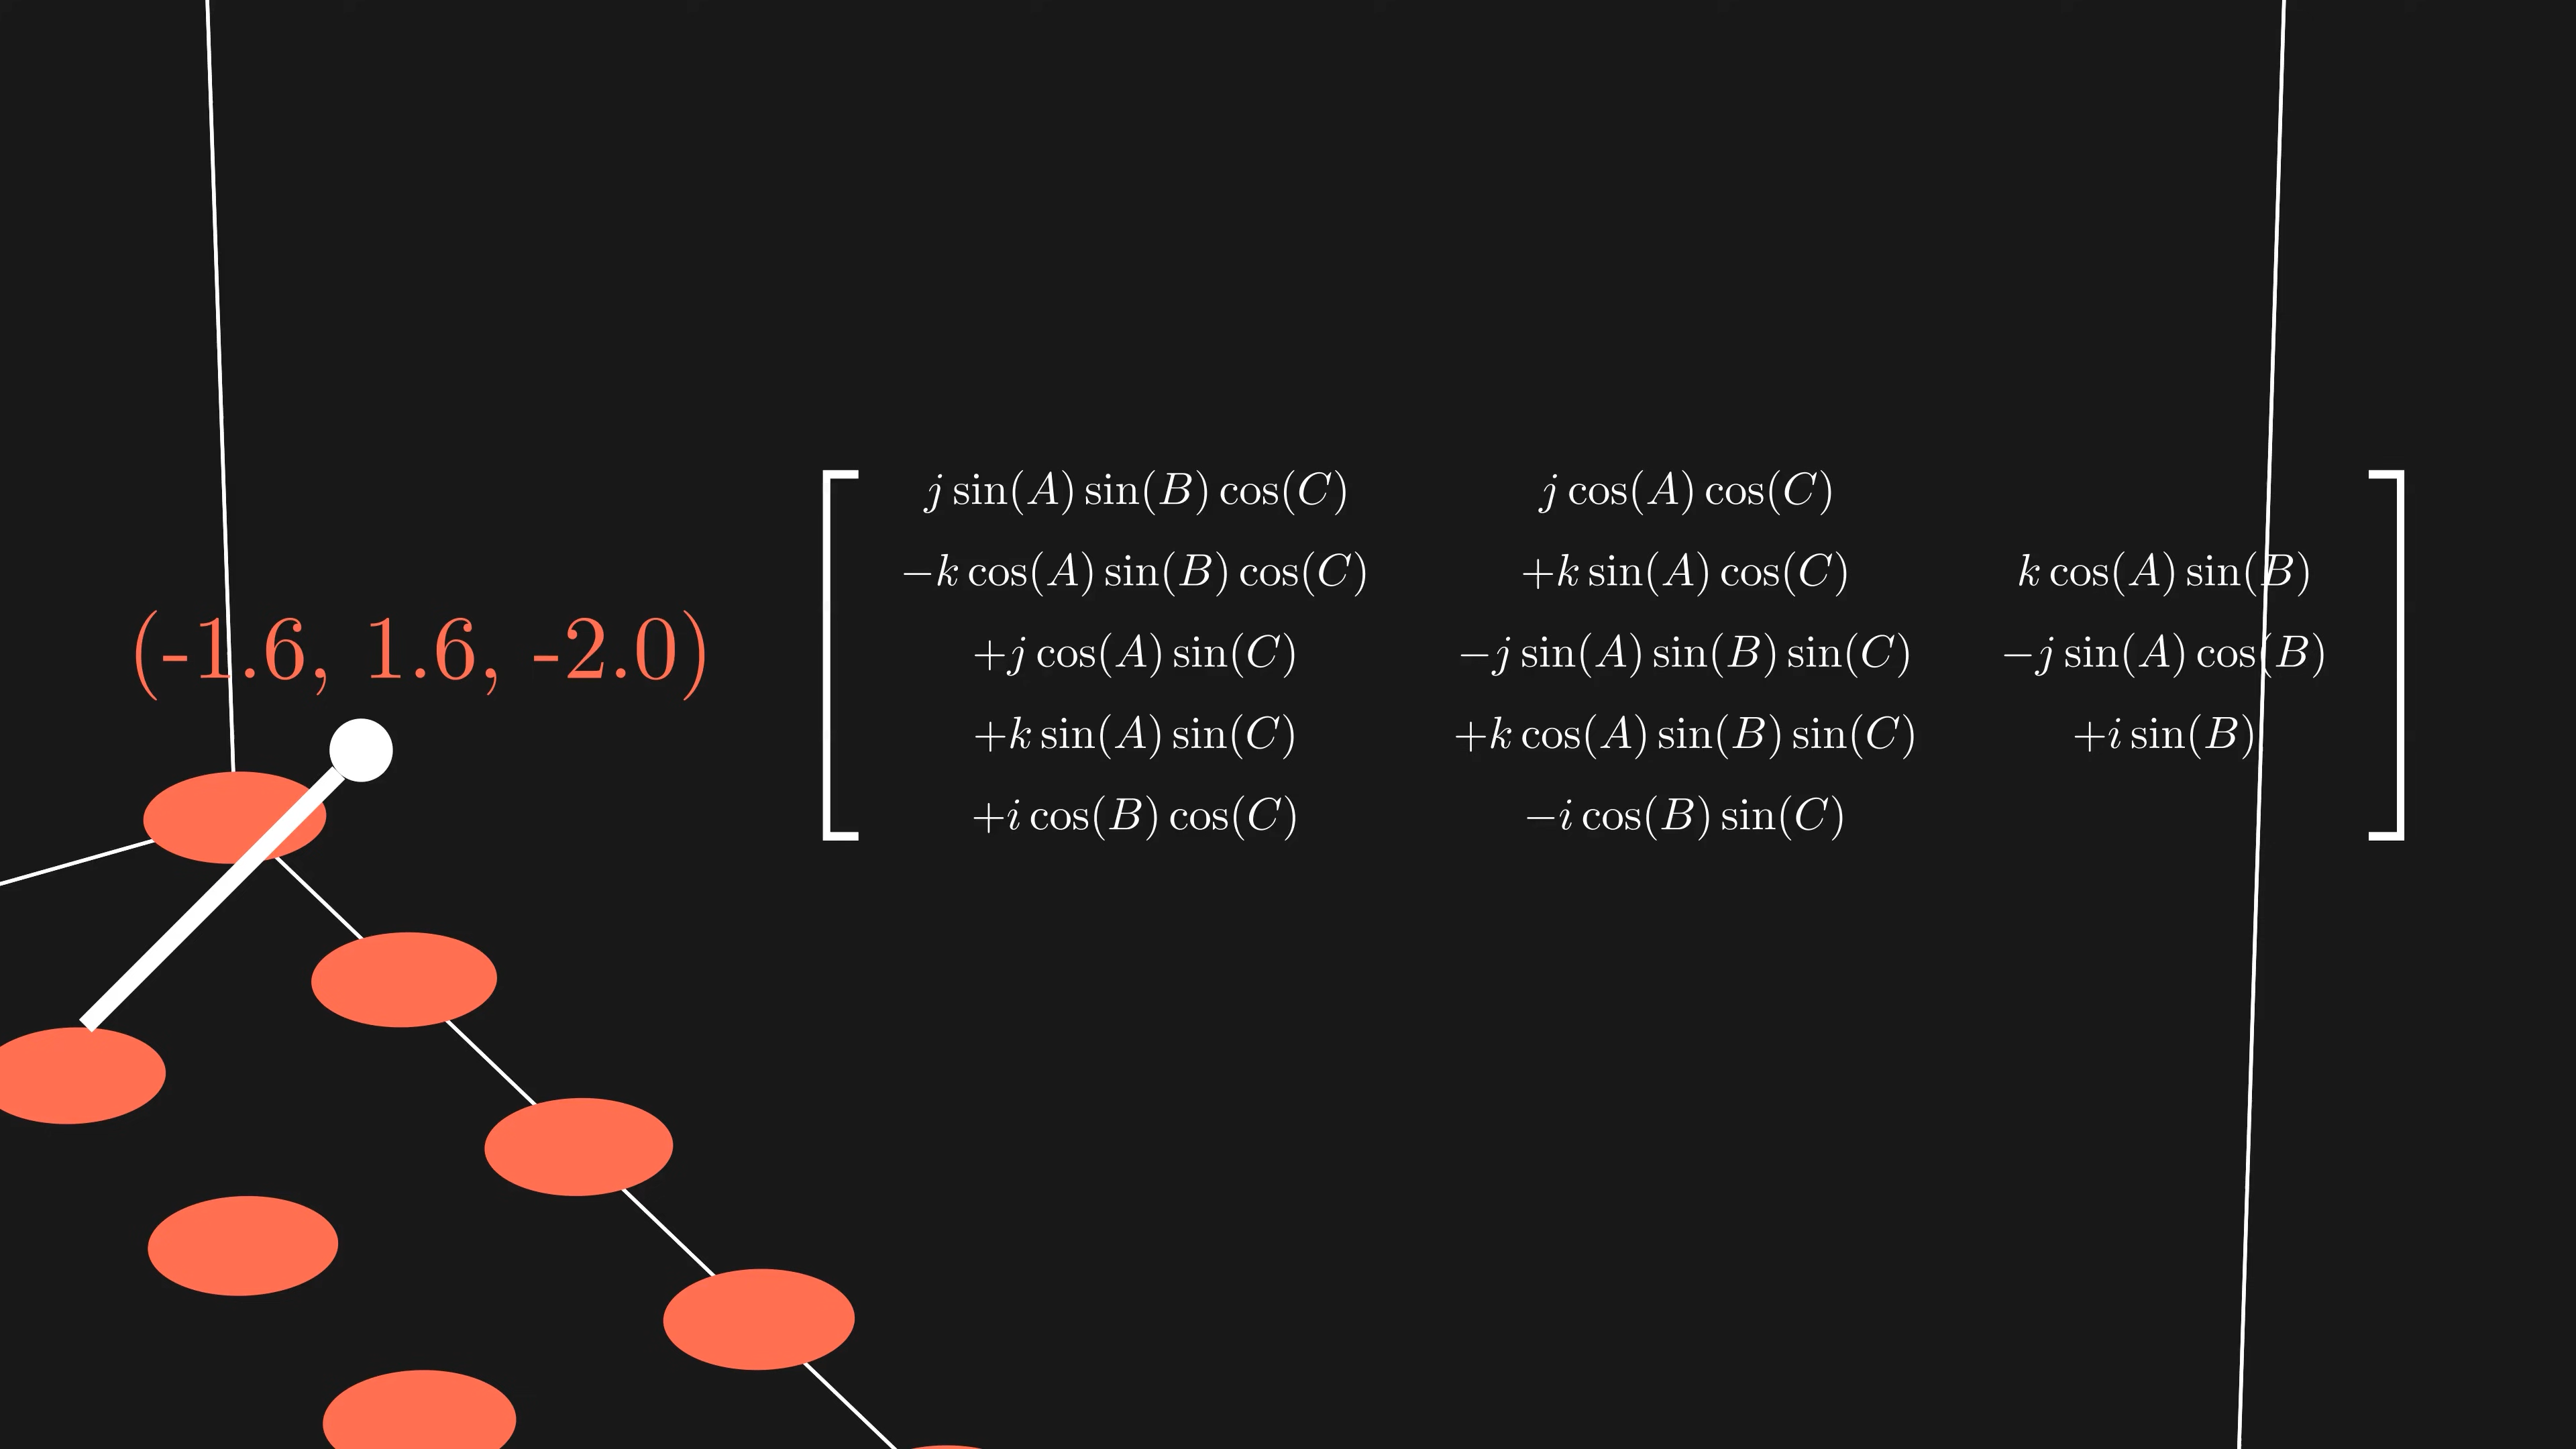 (-1.6, 1.6, -2.0)
j sin(A) sin(B) cos(C) j cos(A) cos(C)
−k cos(A) sin(B) cos(C) +k sin(A) cos(C) k cos(A) sin(B)
+j cos(A) sin(C) −j sin(A) sin(B) sin(C) −j sin(A) cos(B)
+k sin(A) sin(C) +k cos(A) sin(B) sin(C) +i sin(B)
+i cos(B) cos(C) −i cos(B) sin(C)